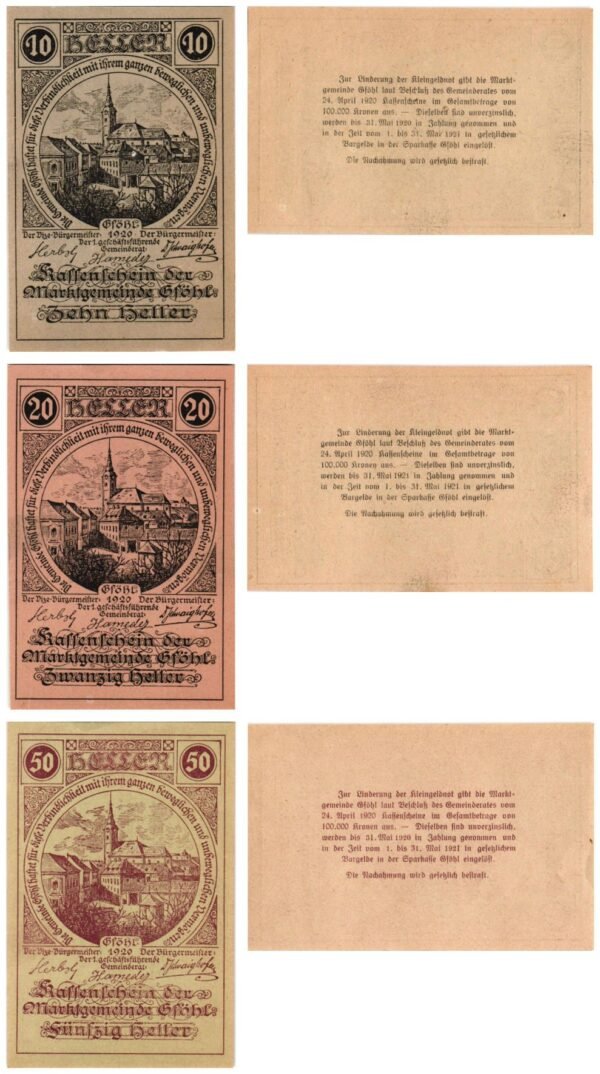 10 HELLER 10
Die Gemeinde Gföhl haftet für diese Verbindlichkeit mit ihrem ganzen beweglichen und unbeweglichen Vermögen.
Gföhl
Der Vize-Bürgermeister: 1920 Der Bürgermeister:
Der 1. geschäftsführende
Gemeinderat:
Kassenschein der
Marktgemeinde Gföhl
Zehn Heller
Zur Linderung der Kleingeldnot gibt die Markt-
gemeinde Gföhl laut Beschluß des Gemeinderates vom
24. April 1920 Kassenscheine im Gesamtbetrage von
100.000 Kronen aus. — Dieselben sind unverzinslich,
werden bis 31. Mai 1920 in Zahlung genommen und
in der Zeit vom 1. bis 31. Mai 1921 in gesetzlichem
Bargelde in der Sparkasse Gföhl eingelöst.
Die Nachahmung wird gesetzlich bestraft.
20 HELLER 20
Die Gemeinde Gföhl haftet für diese Verbindlichkeit mit ihrem ganzen beweglichen und unbeweglichen Vermögen.
Gföhl
Der Vize-Bürgermeister: 1920 Der Bürgermeister:
Der 1. geschäftsführende
Gemeinderat:
Kassenschein der
Marktgemeinde Gföhl
Zwanzig Heller
Zur Linderung der Kleingeldnot gibt die Markt-
gemeinde Gföhl laut Beschluß des Gemeinderates vom
24. April 1920 Kassenscheine im Gesamtbetrage von
100.000 Kronen aus. — Dieselben sind unverzinslich,
werden bis 31. Mai 1921 in Zahlung genommen und
in der Zeit vom 1. bis 31. Mai 1921 in gesetzlichem
Bargelde in der Sparkasse Gföhl eingelöst.
Die Nachahmung wird gesetzlich bestraft.
50 HELLER 50
Die Gemeinde Gföhl haftet für diese Verbindlichkeit mit ihrem ganzen beweglichen und unbeweglichen Vermögen.
Gföhl
Der Vize-Bürgermeister: 1920 Der Bürgermeister:
Der 1. geschäftsführende
Gemeinderat:
Kassenschein der
Marktgemeinde Gföhl
Fünfzig Heller
Zur Linderung der Kleingeldnot gibt die Markt-
gemeinde Gföhl laut Beschluß des Gemeinderates vom
24. April 1920 Kassenscheine im Gesamtbetrage von
100.000 Kronen aus. — Dieselben sind unverzinslich,
werden bis 31. Mai 1920 in Zahlung genommen und
in der Zeit vom 1. bis 31. Mai 1921 in gesetzlichem
Bargelde in der Sparkasse Gföhl eingelöst.
Die Nachahmung wird gesetzlich bestraft.